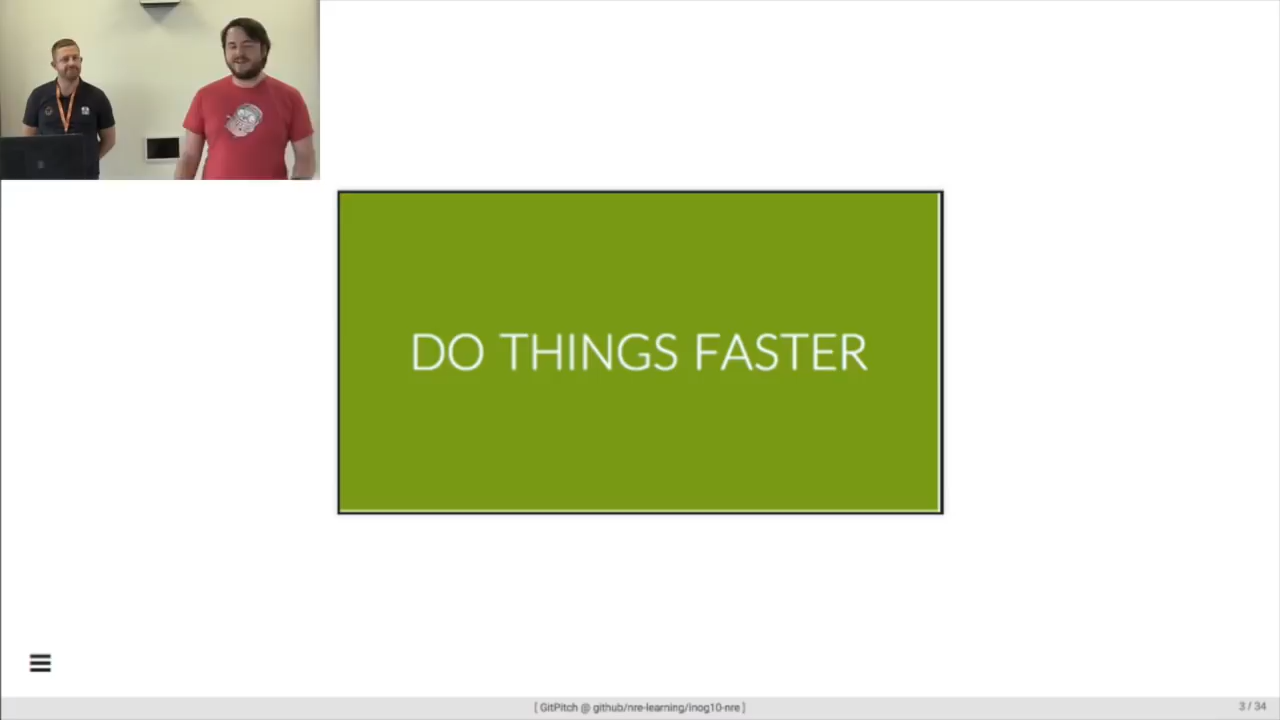 DO THINGS FASTER
[ GitPitch @ github/nre-learning/inog10-nre ]
3 / 34